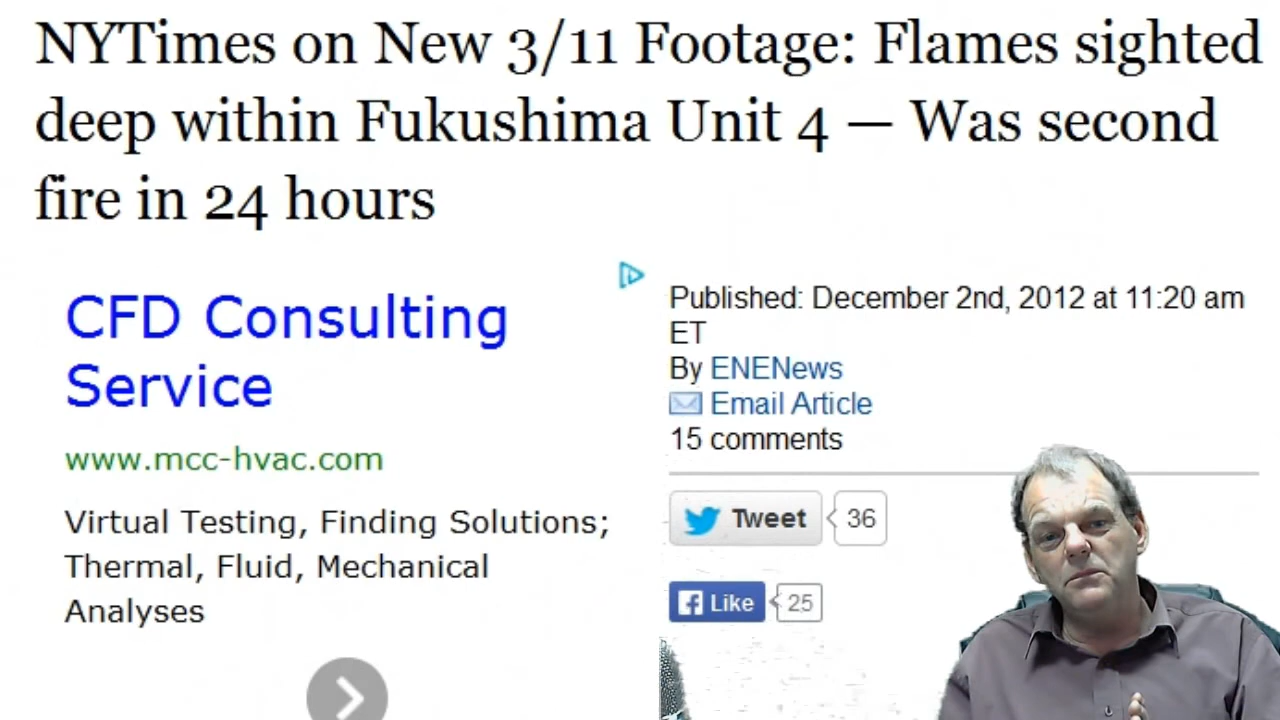 NYTimes on New 3/11 Footage: Flames sighted
deep within Fukushima Unit 4 — Was second
fire in 24 hours
CFD Consulting
Service
www.mcc-hvac.com
Virtual Testing, Finding Solutions;
Thermal, Fluid, Mechanical
Analyses
Published: December 2nd, 2012 at 11:20 am
ET
By ENENews
Email Article
15 comments
Tweet 36
Like 25